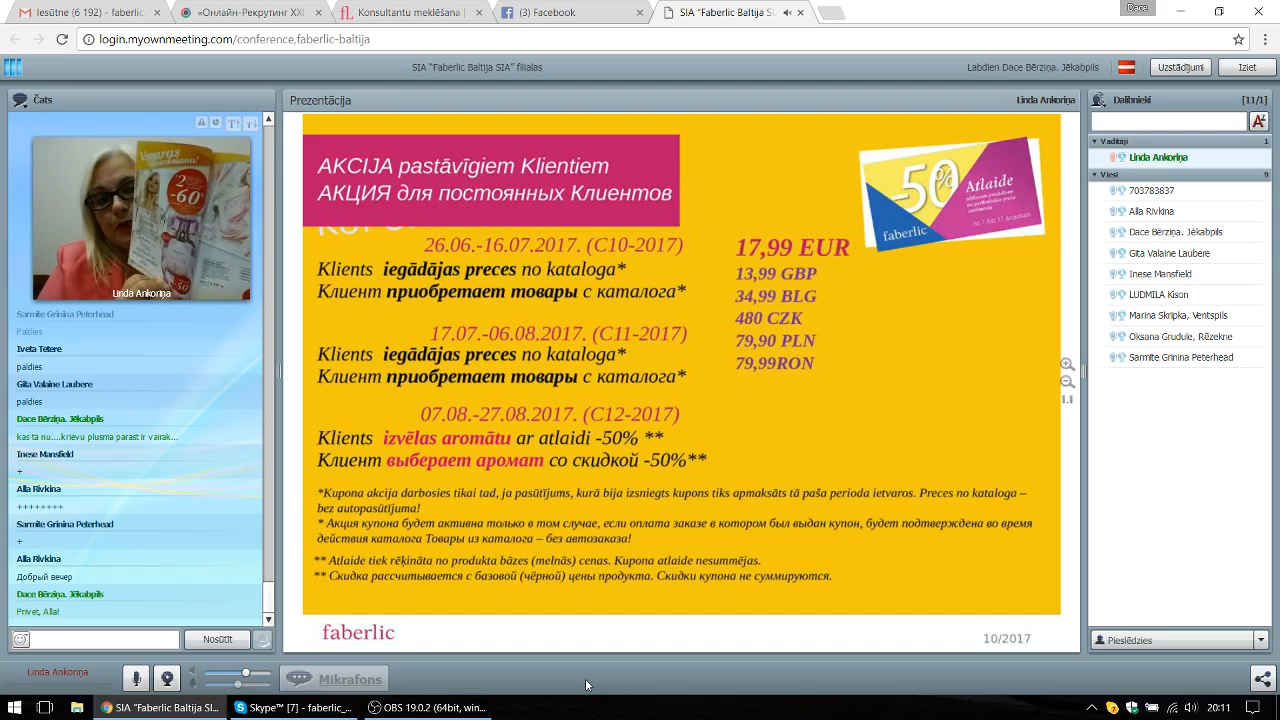 Iesūtne (6 192) - faberlic.
«Онлайн-Рекрутинг XXI
Konsultantu meklēšana |
(3) Facebook
SIA "Faberlic Baltija SI
Dace
login.myownmeeting.com/conference,faberlic-baltija
SIA "Faberlic Baltija SIA" filiāles
Labdien Dace Bērziņa. Jēkabpils
Uzstādījumi
Iziet
Čats
Linda Ankoriņa
Sarmite Grinina Peterhead
Paldies
Iveta Tetere
paldies
Gita Valaine Laubere
paldies
Dace Bērziņa. Jēkabpils
kas ta nu....krievu plusma parast ir vairak...
Inese Mansfield
+
Alla Rivkina
++++++++
Sarmite Grinina Peterhead
+
Alla Rivkina
Добрый вечер
Dace Bērziņa. Jēkabpils
Privet, Alla!
Nosūtīt
Prezentācija
Linda Ankoriņa
AKCIJA pastāvīgiem Klientiem
АКЦИЯ для постоянных Клиентов
26.06.-16.07.2017. (C10-2017)
Klients iegādājas preces no kataloga*
Клиент приобретает товары с каталога*
17.07.-06.08.2017. (C11-2017)
Klients iegādājas preces no kataloga*
Клиент приобретает товары с каталога*
07.08.-27.08.2017. (C12-2017)
Klients izvēlas aromātu ar atlaidi -50% **
Клиент выберает аромат со скидкой -50%**
17,99 EUR
13,99 GBP
34,99 BLG
480 CZK
79,90 PLN
79,99RON
-50%
Atlaide
faberlic
*Kupona akcija darbosies tikai tad, ja pasūtījums, kurā bija izsniegts kupons tiks apmaksāts tā paša perioda ietvaros. Preces no kataloga –
bez autopasūtījuma!
* Акция купона будет активна только в том случае, если оплата заказе в котором был выдан купон, будет подтверждена во время
действия каталога Товары из каталога – без автозаказа!
** Atlaide tiek rēķināta no produkta bāzes (melnās) cenas. Kupona atlaide nesummējas.
** Скидка рассчитывается с базовой (чёрной) цены продукта. Скидки купона не суммируются.
faberlic
10/2017
1.1
Dalībnieki
[11/1]
Vadītāji 1
Linda Ankoriņa
Viesi 9
703783837
Alla Rivkina
Dace Bērziņa. Jēkabpils
Gita Valaine Laubere
Inese Mansfield
LUDMILA Kison
Marina Skripka, Ventspils
Oksana Grudule, Rēzekne
Sarmite Grinina Peterhead
Pieslēdzies
Linda Ankoriņa
Mikrofons
SIA "Faberlic Baltija SI...
Skype™ [7] - faberlic_...
OBS 19.0.2 (64bit, win...
20:11